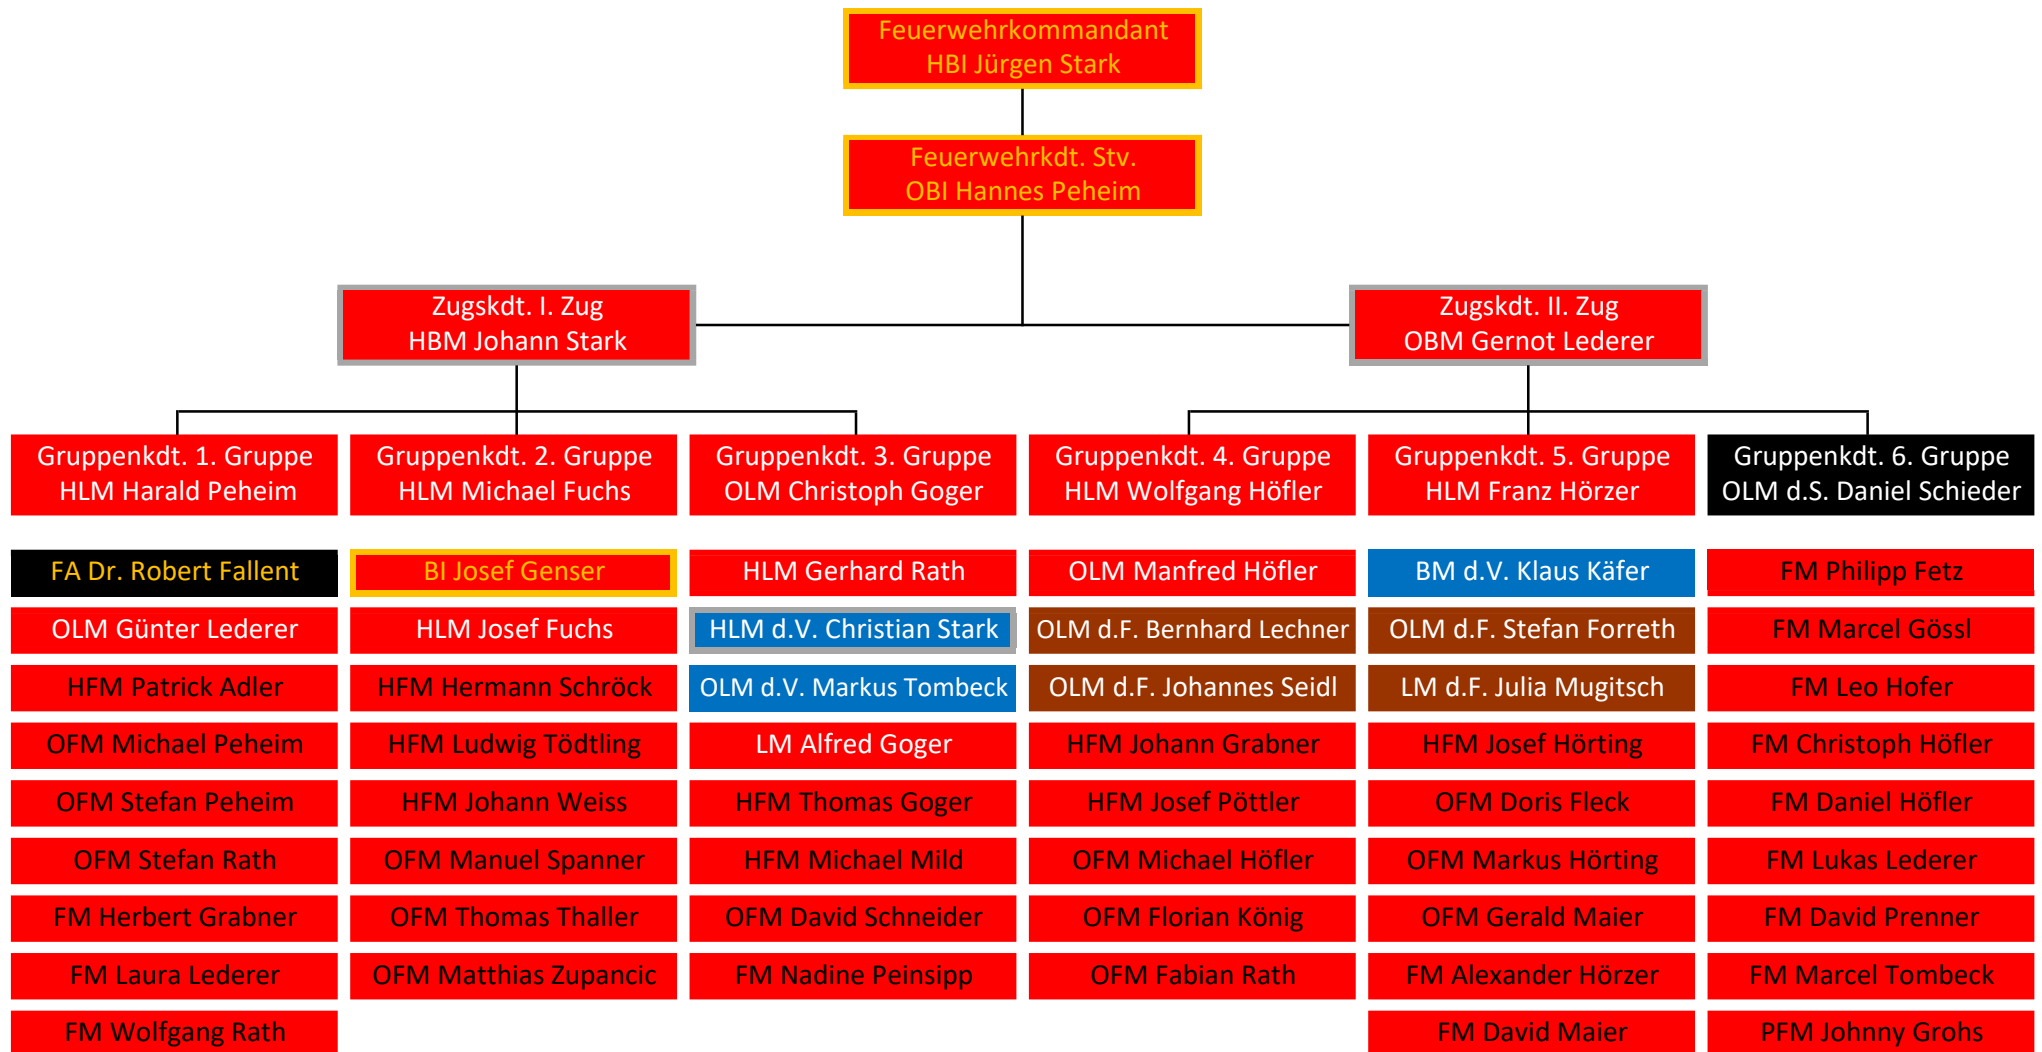 Feuerwehrkommandant
HBI Jürgen Stark
Feuerwehrkdt. Stv.
OBI Hannes Peheim
Zugskdt. I. Zug
HBM Johann Stark
Zugskdt. II. Zug
OBM Gernot Lederer
Gruppenkdt. 1. Gruppe
HLM Harald Peheim
Gruppenkdt. 2. Gruppe
HLM Michael Fuchs
Gruppenkdt. 3. Gruppe
OLM Christoph Goger
Gruppenkdt. 4. Gruppe
HLM Wolfgang Höfler
Gruppenkdt. 5. Gruppe
HLM Franz Hörzer
Gruppenkdt. 6. Gruppe
OLM d.S. Daniel Schieder
FA Dr. Robert Fallent
OLM Günter Lederer
HFM Patrick Adler
OFM Michael Peheim
OFM Stefan Peheim
OFM Stefan Rath
FM Herbert Grabner
FM Laura Lederer
FM Wolfgang Rath
BI Josef Genser
HLM Josef Fuchs
HFM Hermann Schröck
HFM Ludwig Tödtling
HFM Johann Weiss
OFM Manuel Spanner
OFM Thomas Thaller
OFM Matthias Zupancic
HLM Gerhard Rath
HLM d.V. Christian Stark
OLM d.V. Markus Tombeck
LM Alfred Goger
HFM Thomas Goger
HFM Michael Mild
OFM David Schneider
FM Nadine Peinsipp
OLM Manfred Höfler
OLM d.F. Bernhard Lechner
OLM d.F. Johannes Seidl
HFM Johann Grabner
HFM Josef Pöttler
OFM Michael Höfler
OFM Florian König
OFM Fabian Rath
BM d.V. Klaus Käfer
OLM d.F. Stefan Forreth
LM d.F. Julia Mugitsch
HFM Josef Hörting
OFM Doris Fleck
OFM Markus Hörting
OFM Gerald Maier
FM Alexander Hörzer
FM David Maier
FM Philipp Fetz
FM Marcel Gössl
FM Leo Hofer
FM Christoph Höfler
FM Daniel Höfler
FM Lukas Lederer
FM David Prenner
FM Marcel Tombeck
PFM Johnny Grohs